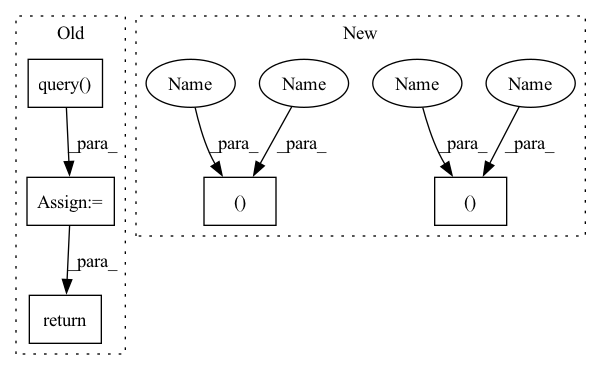 Old
New
query()
Name
Name
Name
Name
_para_
_para_
_para_
_para_
_para_
Assign:=
()
()
_para_
return